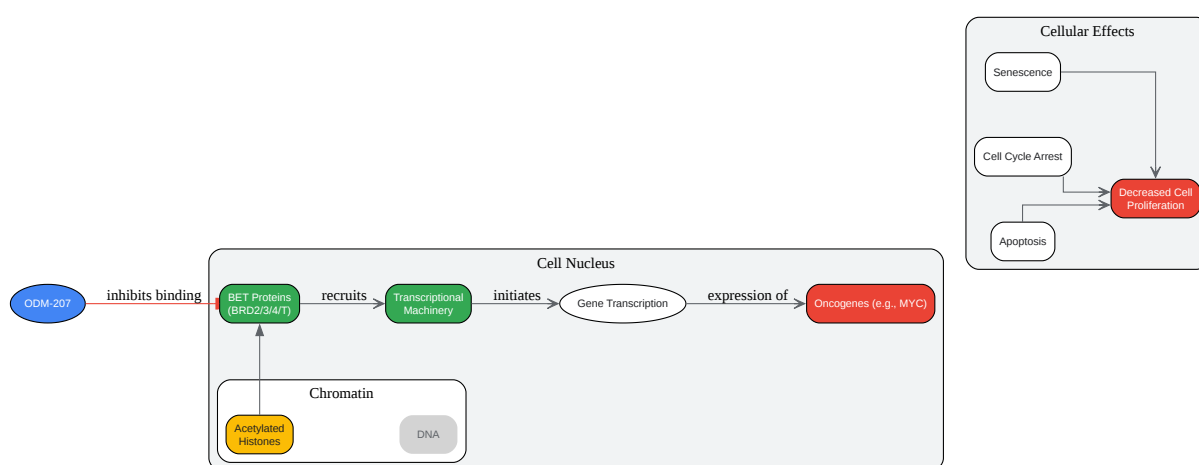 Cellular Effects
Senescence
Cell Cycle Arrest
Decreased Cell
Proliferation
Apoptosis
Cell Nucleus
ODM-207
inhibits binding
BET Proteins
(BRD2/3/4/T)
recruits
Transcriptional
Machinery
initiates
Gene Transcription
expression of
Oncogenes (e.g., MYC)
Chromatin
Acetylated
Histones
DNA